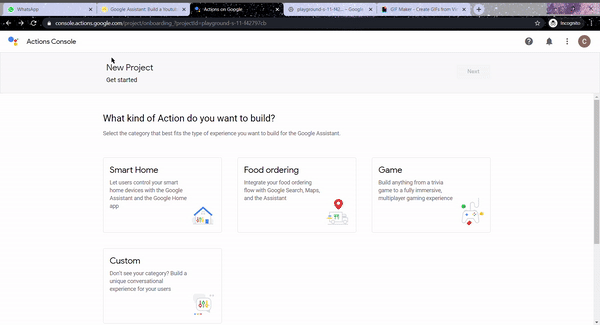 WhatsApp
Google Assistant: Build a Youtub
Actions on Google
playground-s-11-f42
Googl
GIF Maker - Create GIFs from Vi
console.actions.google.com/project/onboarding_?projectId=playground-s-11-f42797cb
Incognito
Actions Console
C
New Project
Get started
Next
What kind of Action do you want to build?
Select the category that best fits the type of experience you want to build for the Google Assistant.
Smart Home
Let users control your smart
home devices with the Google
Assistant and the Google Home
app
Food ordering
Integrate your food ordering
flow with Google Search, Maps,
and the Assistant
Game
Build anything from a trivia
game to a fully immersive,
multiplayer gaming experience
Custom
Don't see your category? Build a
unique conversational
experience for your users